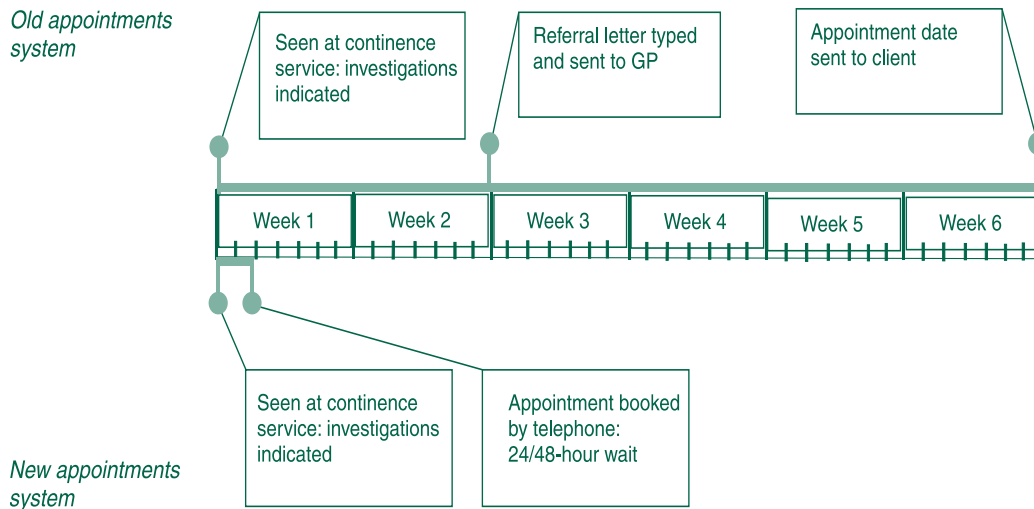 Old appointments
system
Seen at continence
service: investigations
indicated
Referral letter typed
and sent to GP
Appointment date
sent to client
Week 1
Week 2
Week 3
Week 4
Week 5
Week 6
Seen at continence
service: investigations
indicated
Appointment booked
by telephone:
24/48-hour wait
New appointments
system